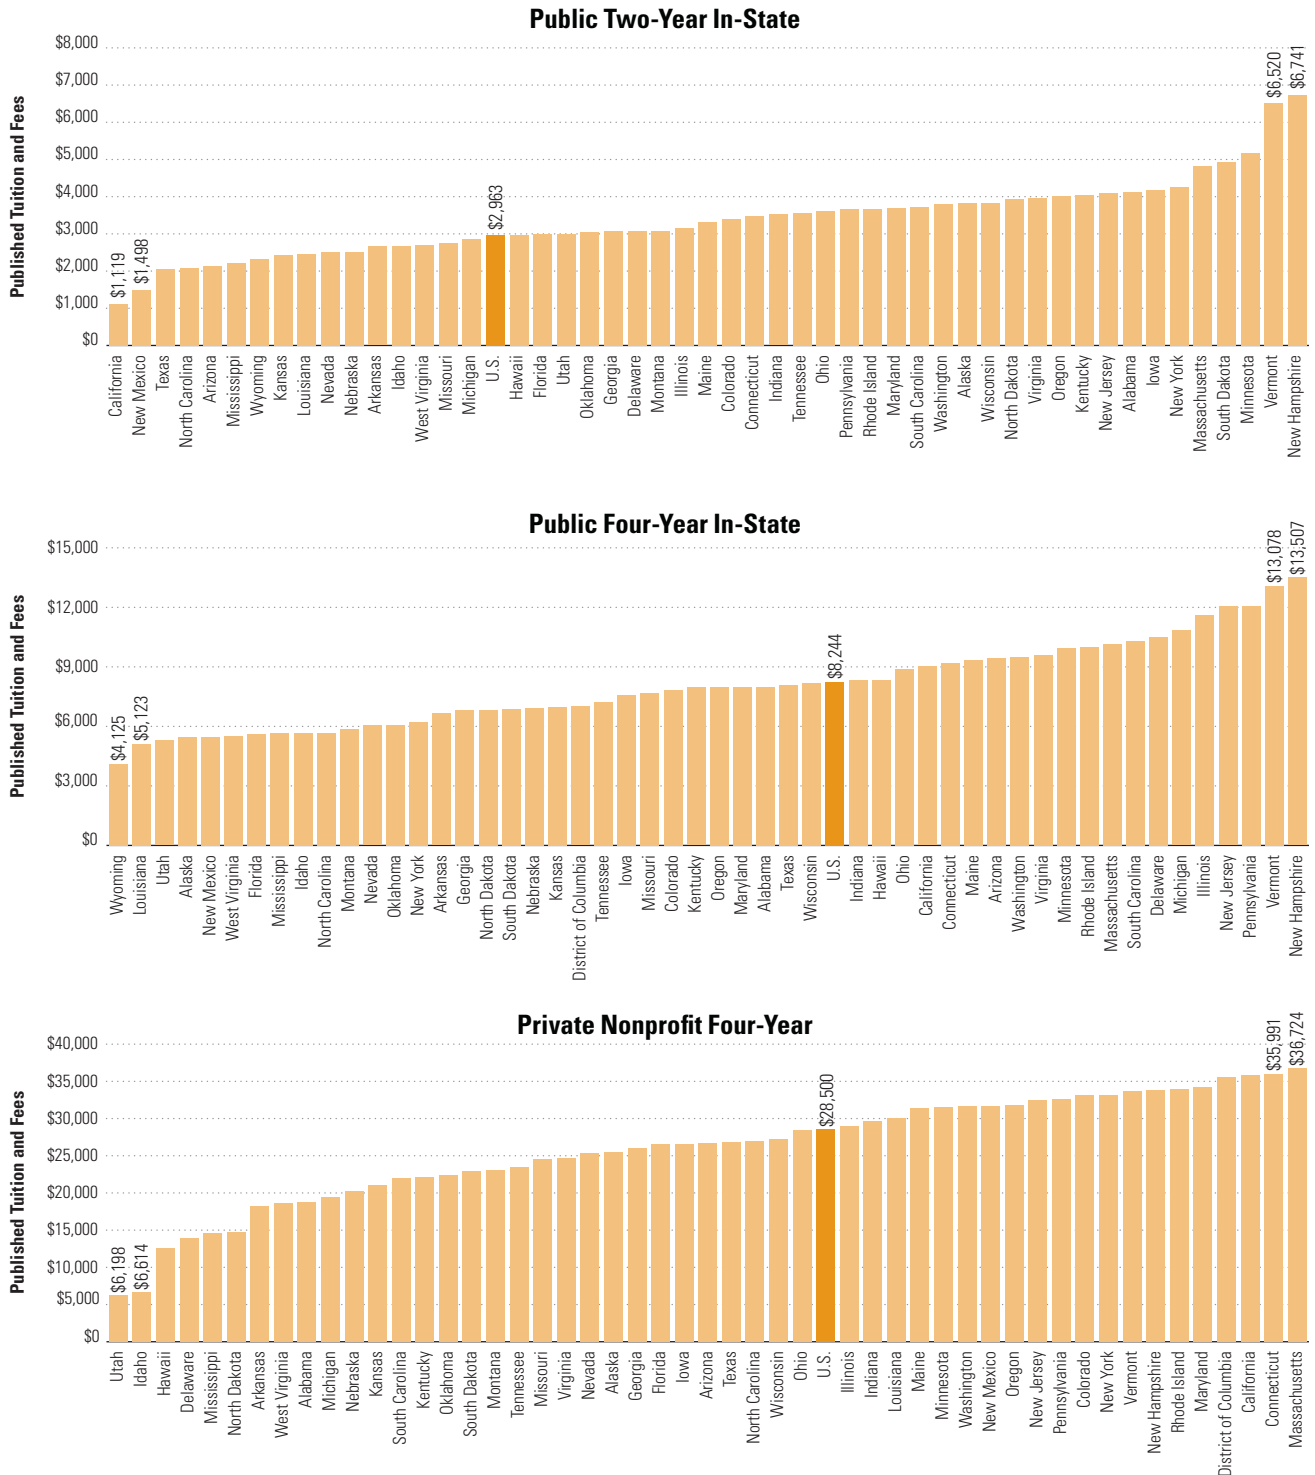 Public Two-Year In-State
Published Tuition and Fees
$8,000
$7,000
$6,000
$5,000
$4,000
$3,000
$2,000
$1,000
$0
$1,119
$1,498
$2,963
$6,520
$6,741
California
New Mexico
Texas
North Carolina
Arizona
Mississippi
Wyoming
Kansas
Louisiana
Nevada
Nebraska
Arkansas
Idaho
West Virginia
Missouri
Michigan
U.S.
Hawaii
Florida
Utah
Oklahoma
Georgia
Delaware
Montana
Illinois
Maine
Colorado
Connecticut
Indiana
Tennessee
Ohio
Pennsylvania
Rhode Island
Maryland
South Carolina
Washington
Alaska
Wisconsin
North Dakota
Virginia
Oregon
Kentucky
New Jersey
Alabama
Iowa
New York
Massachusetts
South Dakota
Minnesota
Vermont
New Hampshire
Public Four-Year In-State
Published Tuition and Fees
$15,000
$12,000
$9,000
$6,000
$3,000
$0
$4,125
$5,123
$8,244
$13,078
$13,507
Wyoming
Louisiana
Utah
Alaska
New Mexico
West Virginia
Florida
Mississippi
Idaho
North Carolina
Montana
Nevada
Oklahoma
New York
Arkansas
Georgia
North Dakota
South Dakota
Nebraska
Kansas
District of Columbia
Tennessee
Iowa
Missouri
Colorado
Kentucky
Oregon
Maryland
Alabama
Texas
Wisconsin
U.S.
Indiana
Hawaii
Ohio
California
Connecticut
Maine
Arizona
Washington
Virginia
Minnesota
Rhode Island
Massachusetts
South Carolina
Delaware
Michigan
Illinois
New Jersey
Pennsylvania
Vermont
New Hampshire
Private Nonprofit Four-Year
Published Tuition and Fees
$40,000
$35,000
$30,000
$25,000
$20,000
$15,000
$10,000
$5,000
$0
$6,198
$6,614
$28,500
$35,991
$36,724
Utah
Idaho
Hawaii
Delaware
Mississippi
North Dakota
Arkansas
West Virginia
Alabama
Michigan
Nebraska
Kansas
South Carolina
Kentucky
Oklahoma
South Dakota
Montana
Tennessee
Missouri
Virginia
Nevada
Alaska
Georgia
Florida
Iowa
Arizona
Texas
North Carolina
Wisconsin
Ohio
U.S.
Illinois
Indiana
Louisiana
Maine
Minnesota
Washington
New Mexico
Oregon
New Jersey
Pennsylvania
Colorado
New York
Vermont
New Hampshire
Rhode Island
Maryland
District of Columbia
California
Connecticut
Massachusetts